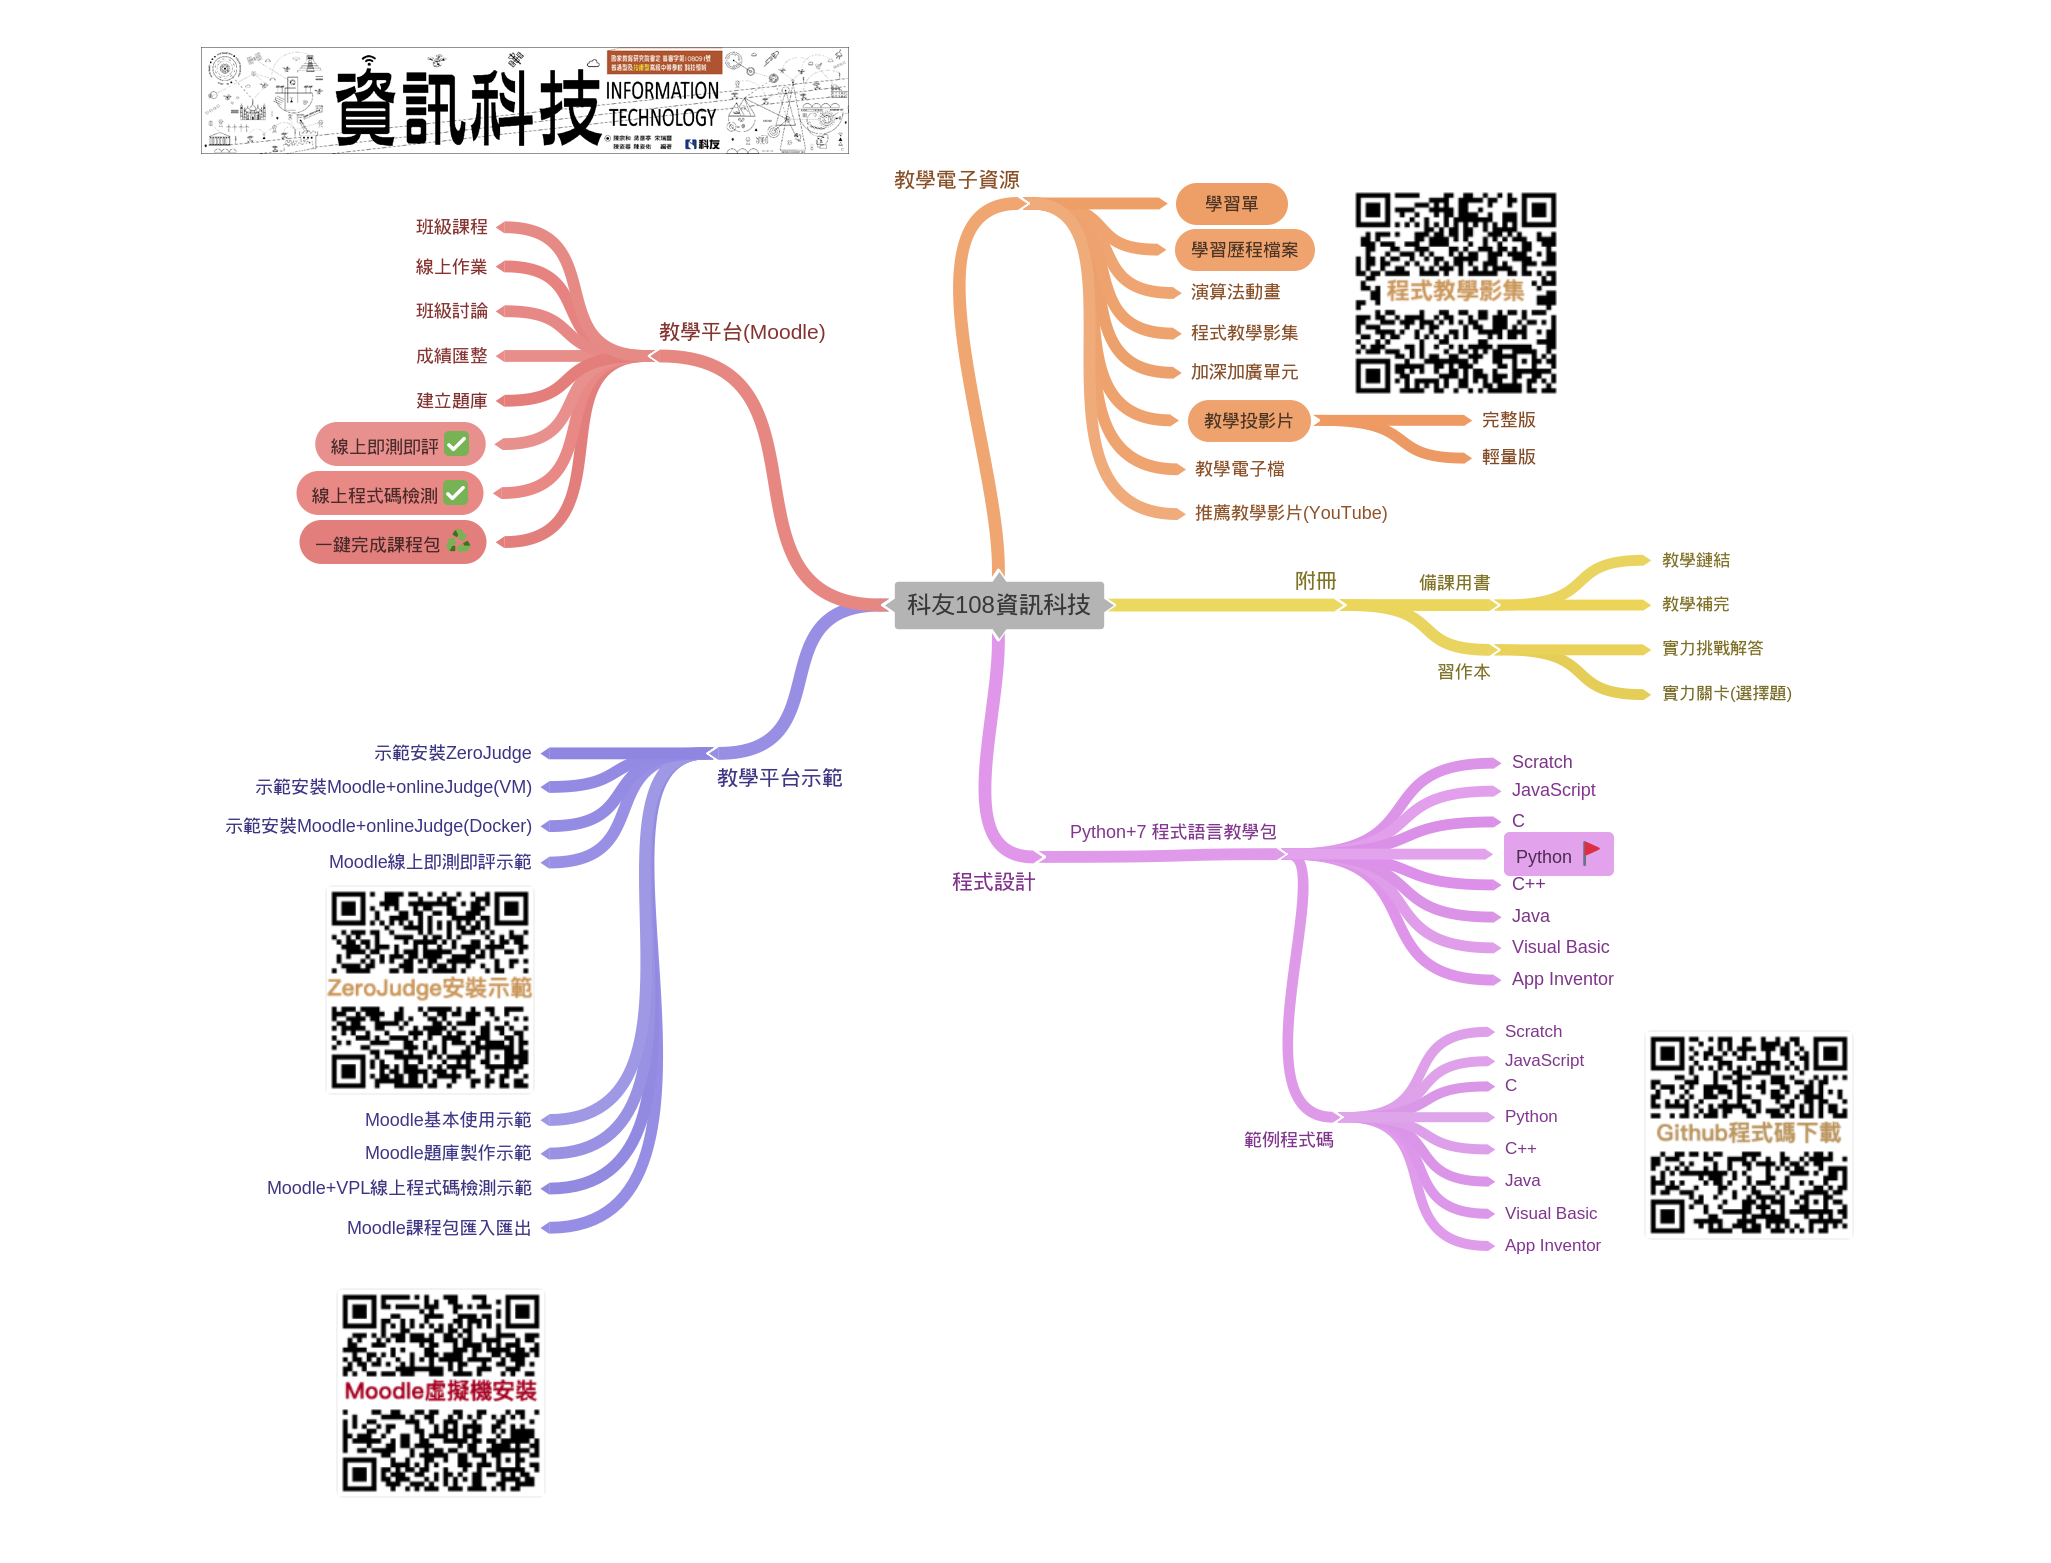 資訊科技
INFORMATION
TECHNOLOGY
科友
教學平台(Moodle)
班級課程
線上作業
班級討論
成績匯整
建立題庫
線上即測即評
線上程式碼檢測
一鍵完成課程包
教學電子資源
學習單
學習歷程檔案
演算法動畫
程式教學影集
加深加廣單元
教學投影片
完整版
輕量版
教學電子檔
推薦教學影片(YouTube)
程式教學影集
科友108資訊科技
附冊
備課用書
教學鏈結
教學補完
習作本
實力挑戰解答
實力關卡(選擇題)
教學平台示範
示範安裝ZeroJudge
示範安裝Moodle+onlineJudge(VM)
示範安裝Moodle+onlineJudge(Docker)
Moodle線上即測即評示範
ZeroJudge安裝示範
Moodle基本使用示範
Moodle題庫製作示範
Moodle+VPL線上程式碼檢測示範
Moodle課程包匯入匯出
Moodle虛擬機安裝
程式設計
Python+7 程式語言教學包
Scratch
JavaScript
C
Python
C++
Java
Visual Basic
App Inventor
範例程式碼
Scratch
JavaScript
C
Python
C++
Java
Visual Basic
App Inventor
Github程式碼下載